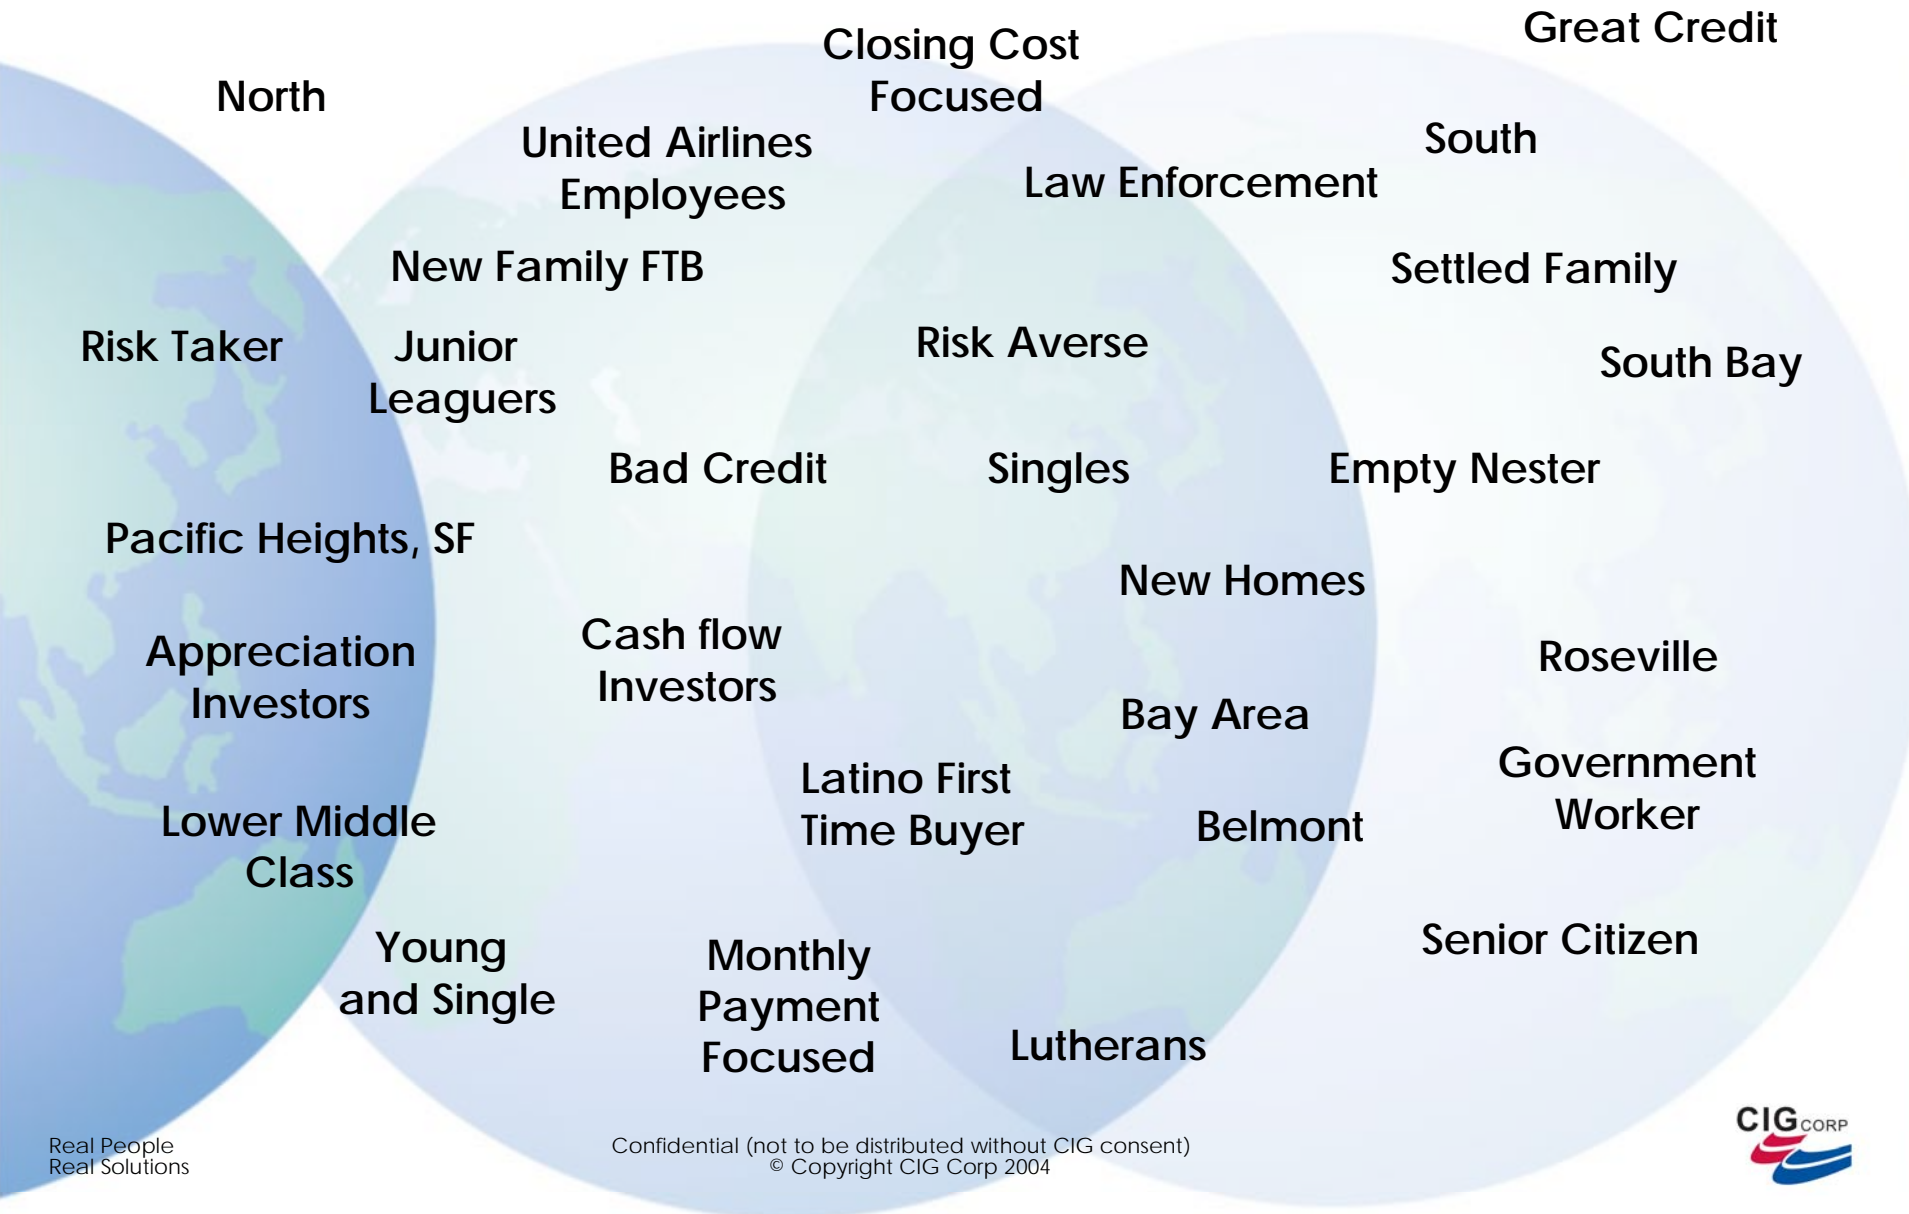 Great Credit
Closing Cost
Focused
North
South
United Airlines
Employees
Law Enforcement
New Family FTB
Settled Family
Risk Taker
Junior
Leaguers
Risk Averse
South Bay
Bad Credit
Singles
Empty Nester
Pacific Heights, SF
New Homes
Appreciation
Investors
Cash flow
Investors
Roseville
Bay Area
Government
Worker
Latino First
Time Buyer
Belmont
Lower Middle
Class
Senior Citizen
Young
and Single
Monthly
Payment
Focused
Lutherans
Real People
Real Solutions
Confidential (not to be distributed without CIG consent)
© Copyright CIG Corp 2004
CIG CORP